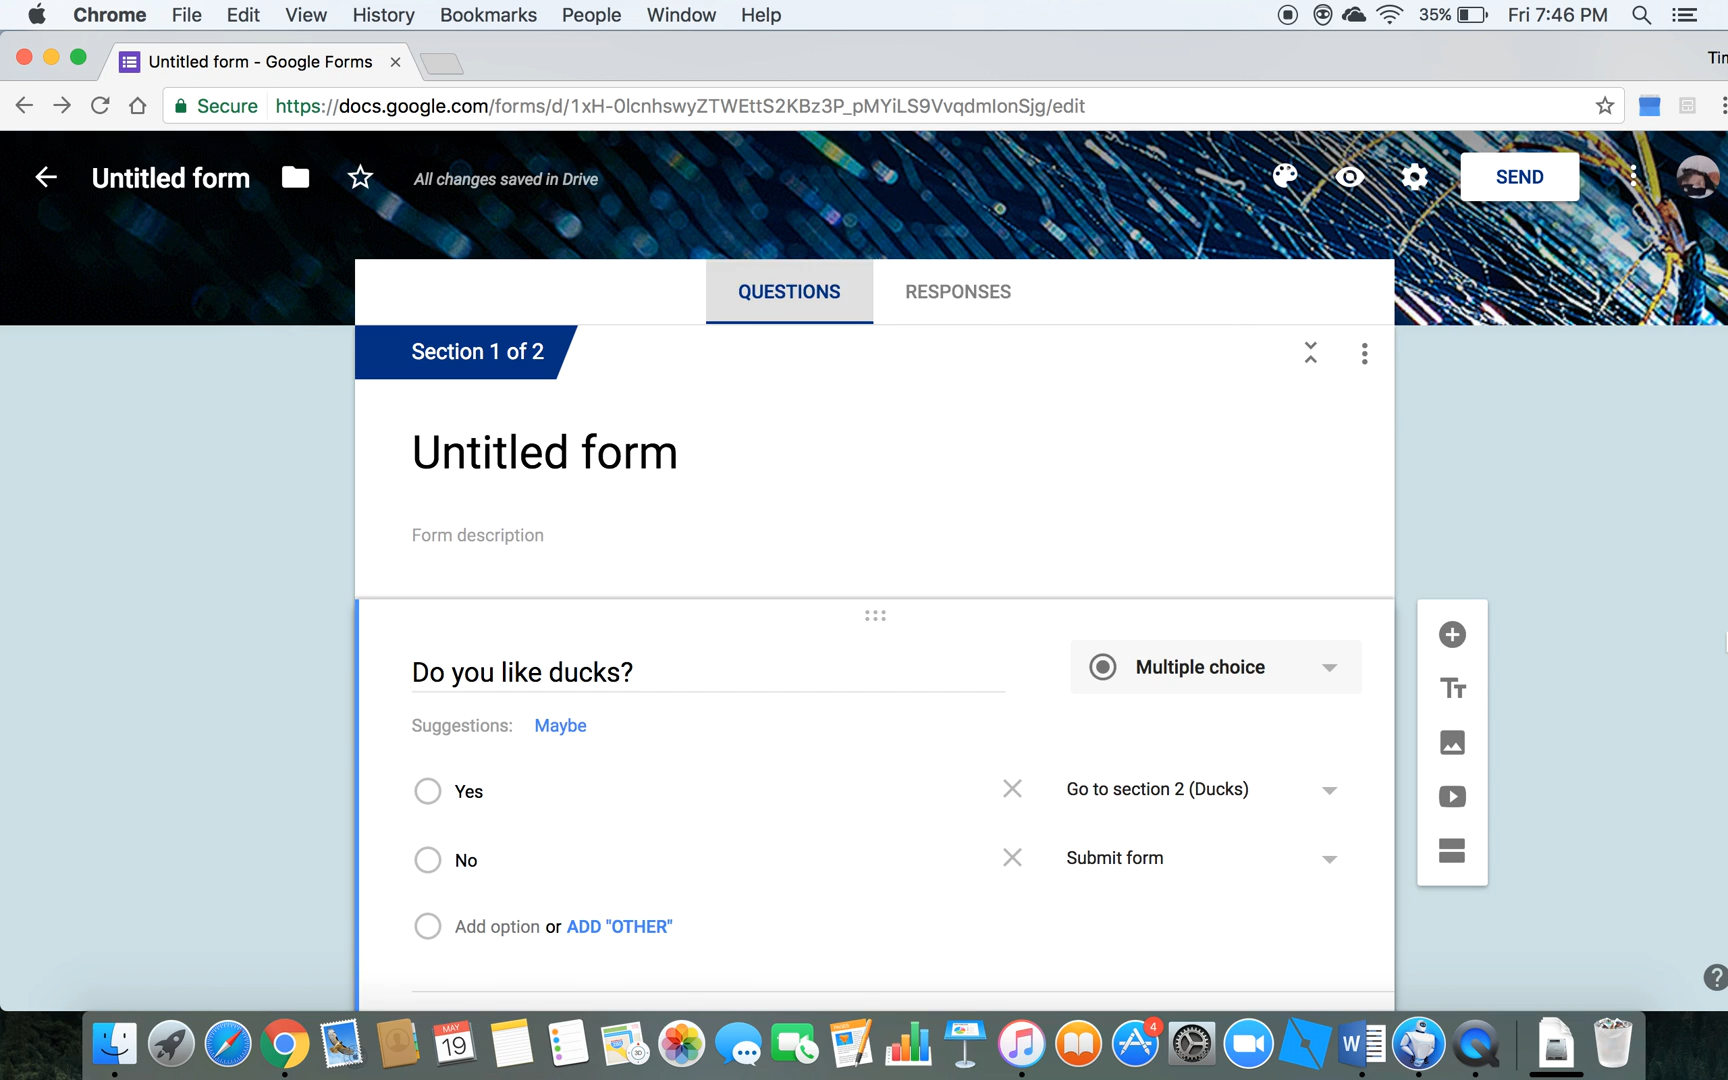 Chrome File Edit View History Bookmarks People Window Help 35% Fri 7:46 PM
Untitled form - Google Forms
Secure https://docs.google.com/forms/d/1xH-0lcnhswyZTWEttS2KBz3P_pMYiLS9VvqdmlonSjg/edit
Untitled form All changes saved in Drive SEND
QUESTIONS RESPONSES
Section 1 of 2
Untitled form
Form description
Do you like ducks? Multiple choice
Suggestions: Maybe
Yes Go to section 2 (Ducks)
No Submit form
Add option or ADD "OTHER"
MAY
19
4